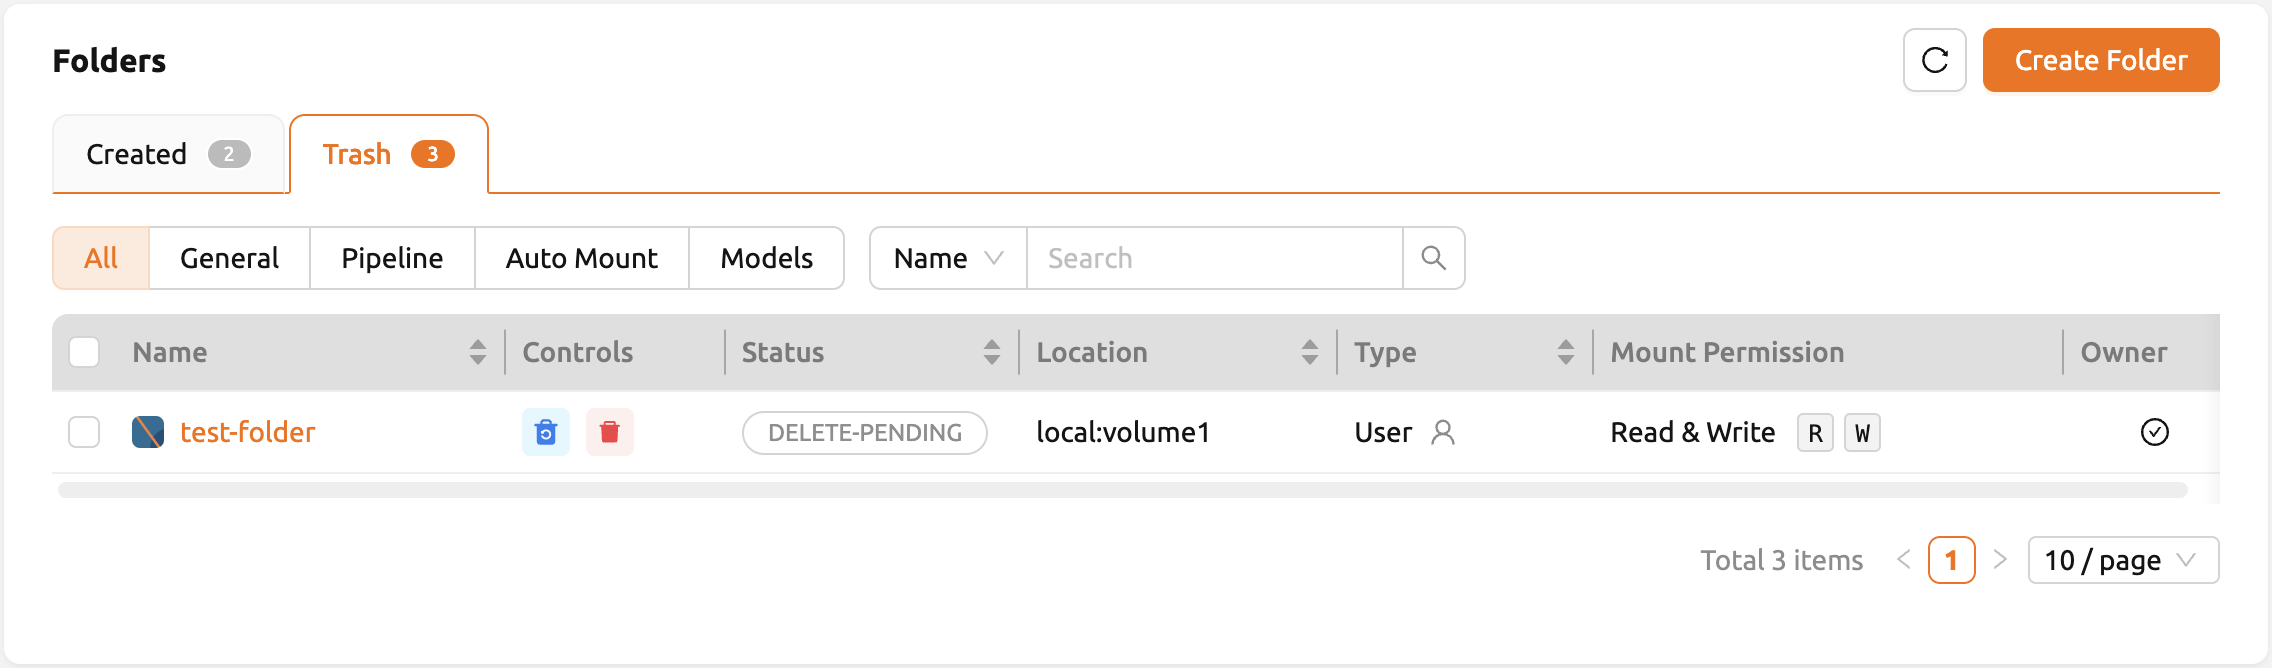 Folders
Create Folder
Created 2
Trash 3
All General Pipeline Auto Mount Models Name Search
Name Controls Status Location Type Mount Permission Owner
test-folder DELETE-PENDING local:volume1 User Read & Write R W
Total 3 items < 1 > 10 / page